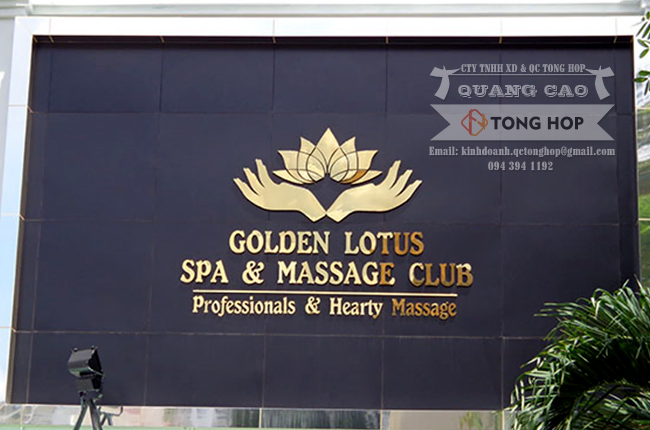 CTY TNHH XD & QC TONG HOP
QUANG CAO
TONG HOP
Email: kinhdoanh.qctonghop@gmail.com
094 394 1192
GOLDEN LOTUS
SPA & MASSAGE CLUB
Professionals & Hearty Massage